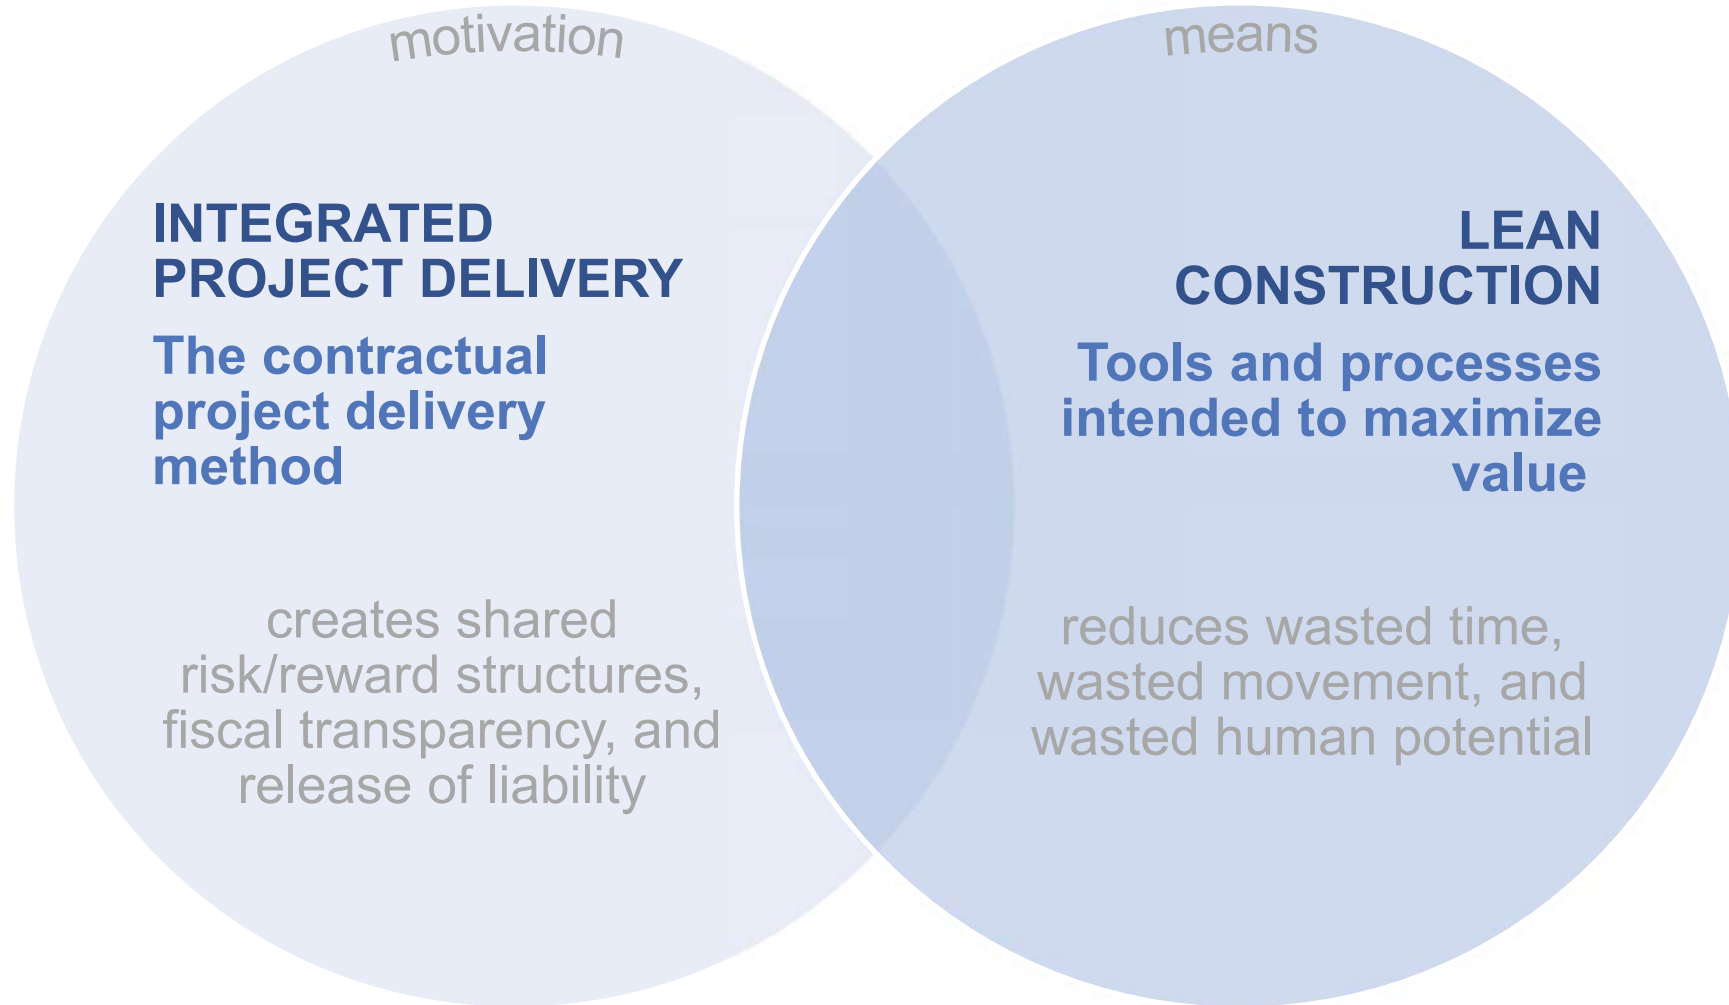 motivation
INTEGRATED
PROJECT DELIVERY
The contractual
project delivery
method
creates shared
risk/reward structures,
fiscal transparency, and
release of liability
means
LEAN
CONSTRUCTION
Tools and processes
intended to maximize
value
reduces wasted time,
wasted movement, and
wasted human potential